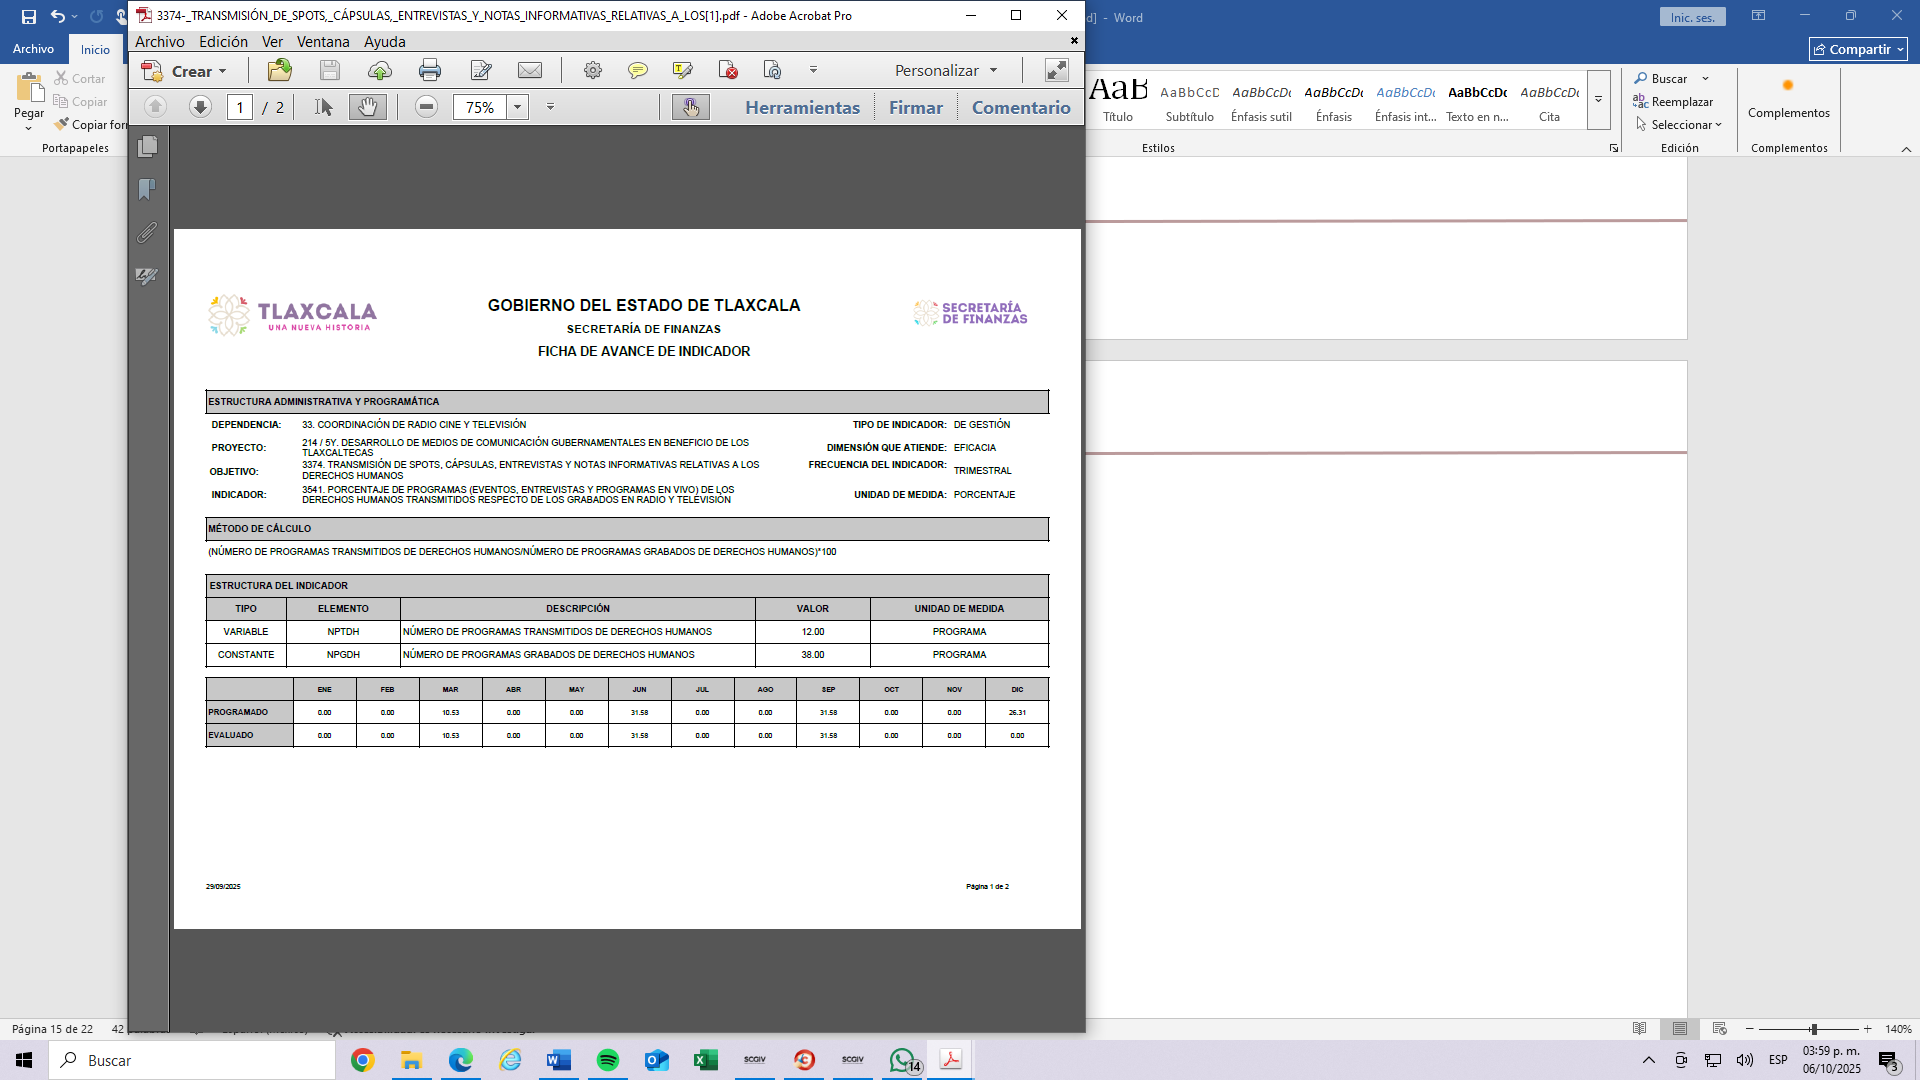 3374-_TRANSMISIÓN_DE_SPOTS,_CÁPSULAS,_ENTREVISTAS_Y_NOTAS_INFORMATIVAS_RELATIVAS_A_LOS[1].pdf - Adobe Acrobat Pro
d] - Word
Inic. ses.
Archivo Edición Ver Ventana Ayuda
Archivo Inicio
Compartir
Crear
Personalizar
1 / 2
75%
Herramientas Firmar Comentario
Cortar
Copiar
Copiar for
Pegar
Portapapeles
AaB AaBbCcD AaBbCcDc AaBbCcDc AaBbCcDc AaBbCcDc AaBbCcDc
Título Subtítulo Énfasis sutil Énfasis Énfasis int... Texto en n... Cita
Estilos
Buscar
Reemplazar
Seleccionar
Edición
Complementos
Complementos
TLAXCALA
UNA NUEVA HISTORIA
GOBIERNO DEL ESTADO DE TLAXCALA
SECRETARÍA DE FINANZAS
FICHA DE AVANCE DE INDICADOR
SECRETARÍA
DE FINANZAS
ESTRUCTURA ADMINISTRATIVA Y PROGRAMÁTICA
DEPENDENCIA: 33. COORDINACIÓN DE RADIO CINE Y TELEVISIÓN TIPO DE INDICADOR: DE GESTIÓN
PROYECTO: 214 / 5Y. DESARROLLO DE MEDIOS DE COMUNICACIÓN GUBERNAMENTALES EN BENEFICIO DE LOS
TLAXCALTECAS DIMENSIÓN QUE ATIENDE: EFICACIA
OBJETIVO: 3374. TRANSMISIÓN DE SPOTS, CÁPSULAS, ENTREVISTAS Y NOTAS INFORMATIVAS RELATIVAS A LOS
DERECHOS HUMANOS FRECUENCIA DEL INDICADOR: TRIMESTRAL
INDICADOR: 3541. PORCENTAJE DE PROGRAMAS (EVENTOS, ENTREVISTAS Y PROGRAMAS EN VIVO) DE LOS
DERECHOS HUMANOS TRANSMITIDOS RESPECTO DE LOS GRABADOS EN RADIO Y TELEVISIÓN UNIDAD DE MEDIDA: PORCENTAJE
MÉTODO DE CÁLCULO
(NÚMERO DE PROGRAMAS TRANSMITIDOS DE DERECHOS HUMANOS/NÚMERO DE PROGRAMAS GRABADOS DE DERECHOS HUMANOS)*100
ESTRUCTURA DEL INDICADOR
TIPO ELEMENTO DESCRIPCIÓN VALOR UNIDAD DE MEDIDA
VARIABLE NPTDH NÚMERO DE PROGRAMAS TRANSMITIDOS DE DERECHOS HUMANOS 12.00 PROGRAMA
CONSTANTE NPGDH NÚMERO DE PROGRAMAS GRABADOS DE DERECHOS HUMANOS 38.00 PROGRAMA
ENE FEB MAR ABR MAY JUN JUL AGO SEP OCT NOV DIC
PROGRAMADO 0.00 0.00 10.53 0.00 0.00 31.58 0.00 0.00 31.58 0.00 0.00 26.31
EVALUADO 0.00 0.00 10.53 0.00 0.00 31.58 0.00 0.00 31.58 0.00 0.00 0.00
29/09/2025 Página 1 de 2
Página 15 de 22 42
140%
Buscar
SCGIV SCGIV 14
ESP
03:59 p. m.
06/10/2025
3